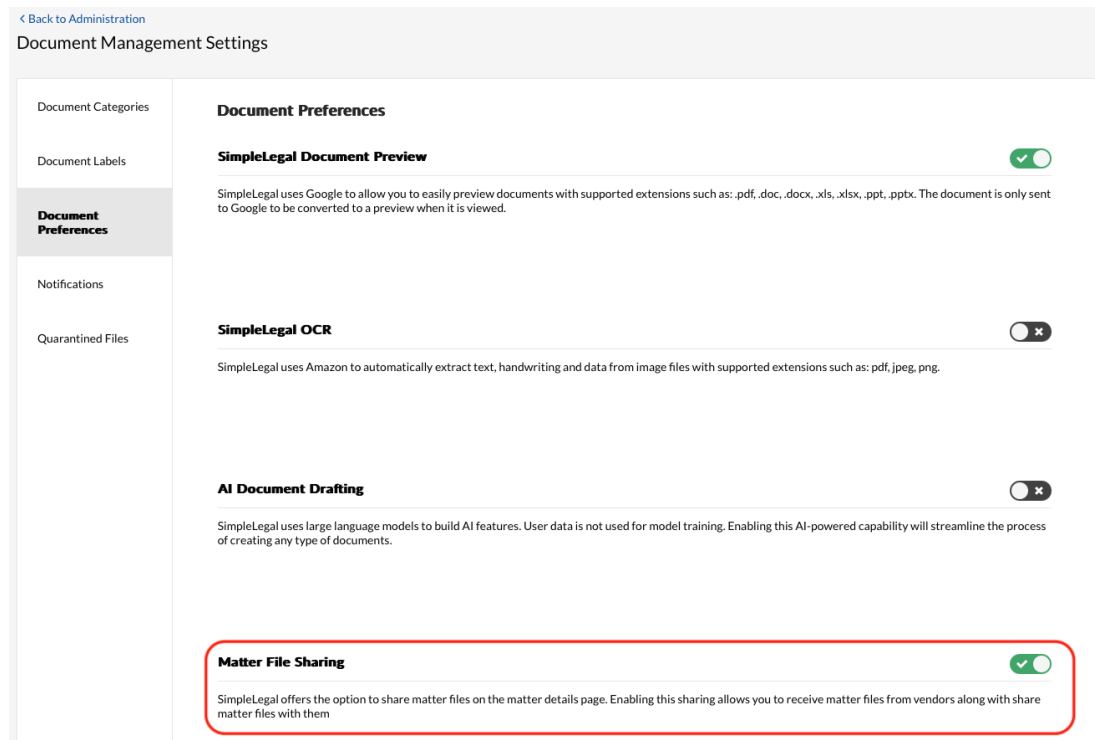 Back to Administration
Document Management Settings
Document Categories
Document Labels
Document
Preferences
Notifications
Quarantined Files
Document Preferences
SimpleLegal Document Preview
SimpleLegal uses Google to allow you to easily preview documents with supported extensions such as: .pdf, .doc, .docx, .xls, .xlsx, .ppt, .pptx. The document is only sent
to Google to be converted to a preview when it is viewed.
SimpleLegal OCR
SimpleLegal uses Amazon to automatically extract text, handwriting and data from image files with supported extensions such as: pdf, jpeg, png.
AI Document Drafting
SimpleLegal uses large language models to build AI features. User data is not used for model training. Enabling this AI-powered capability will streamline the process
of creating any type of documents.
Matter File Sharing
SimpleLegal offers the option to share matter files on the matter details page. Enabling this sharing allows you to receive matter files from vendors along with share
matter files with them